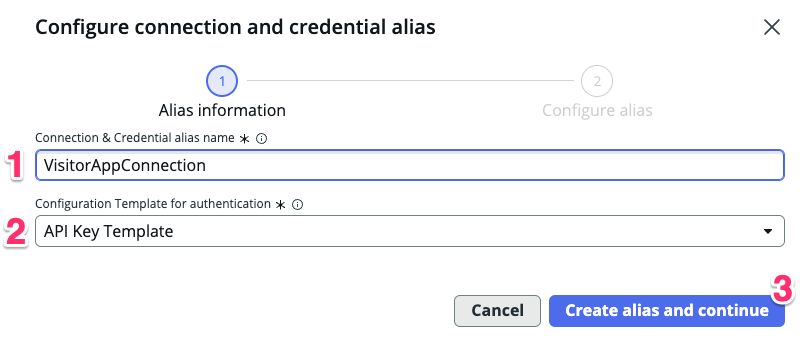 Configure connection and credential alias
1 2
Alias information Configure alias
Connection & Credential alias name *
1 VisitorAppConnection
Configuration Template for authentication *
2 API Key Template
3
Cancel Create alias and continue